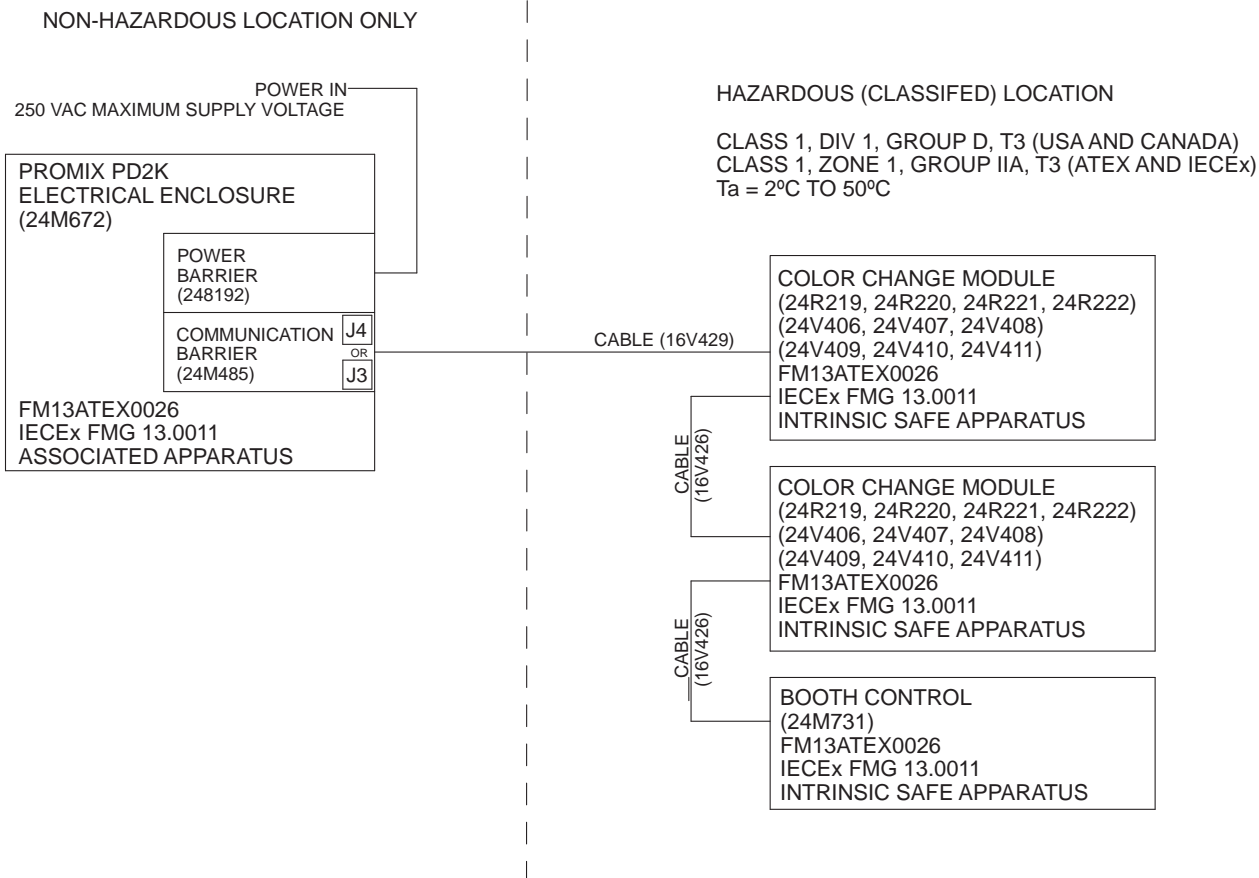 NON-HAZARDOUS LOCATION ONLY
POWER IN
250 VAC MAXIMUM SUPPLY VOLTAGE
PROMIX PD2K
ELECTRICAL ENCLOSURE
(24M672)
POWER
BARRIER
(248192)
COMMUNICATION
BARRIER
(24M485)
J4
OR
J3
FM13ATEX0026
IECEx FMG 13.0011
ASSOCIATED APPARATUS
HAZARDOUS (CLASSIFED) LOCATION
CLASS 1, DIV 1, GROUP D, T3 (USA AND CANADA)
CLASS 1, ZONE 1, GROUP IIA, T3 (ATEX AND IECEx)
Ta = 2ºC TO 50ºC
CABLE (16V429)
COLOR CHANGE MODULE
(24R219, 24R220, 24R221, 24R222)
(24V406, 24V407, 24V408)
(24V409, 24V410, 24V411)
FM13ATEX0026
IECEx FMG 13.0011
INTRINSIC SAFE APPARATUS
CABLE
(16V426)
COLOR CHANGE MODULE
(24R219, 24R220, 24R221, 24R222)
(24V406, 24V407, 24V408)
(24V409, 24V410, 24V411)
FM13ATEX0026
IECEx FMG 13.0011
INTRINSIC SAFE APPARATUS
CABLE
(16V426)
BOOTH CONTROL
(24M731)
FM13ATEX0026
IECEx FMG 13.0011
INTRINSIC SAFE APPARATUS